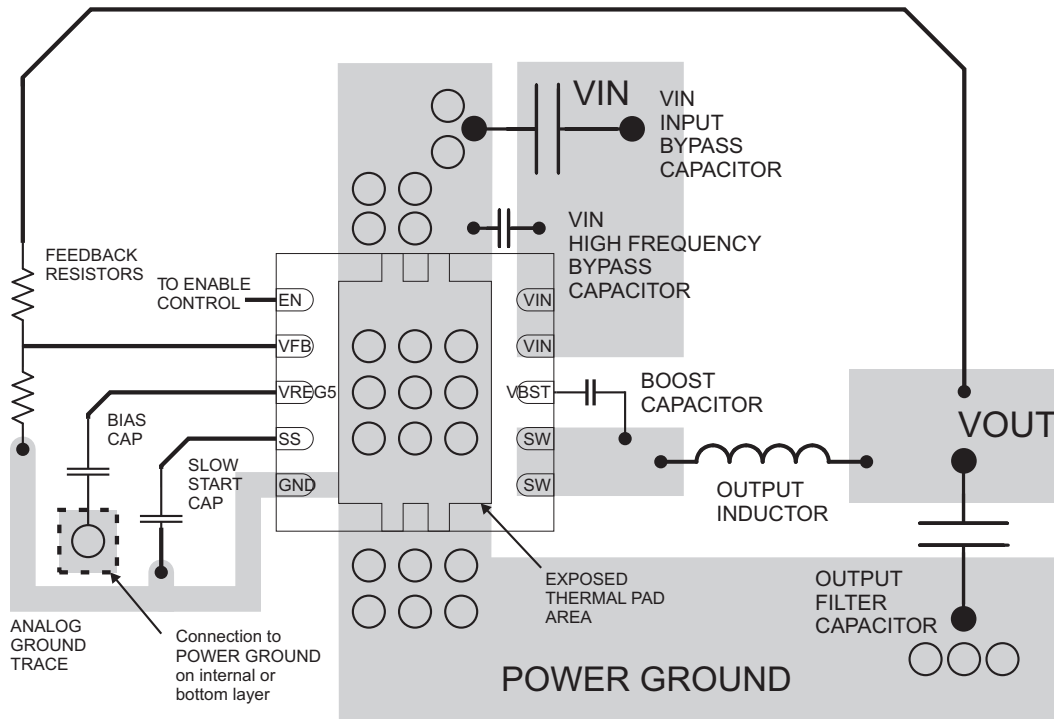 VIN
VIN
INPUT
BYPASS
CAPACITOR
VIN
HIGH FREQUENCY
BYPASS
CAPACITOR
FEEDBACK
RESISTORS
TO ENABLE
CONTROL
EN
VFB
VREG5
SS
GND
VIN
VIN
VBST
SW
SW
BOOST
CAPACITOR
VOUT
BIAS
CAP
SLOW
START
CAP
OUTPUT
INDUCTOR
EXPOSED
THERMAL PAD
AREA
OUTPUT
FILTER
CAPACITOR
ANALOG
GROUND
TRACE
Connection to
POWER GROUND
on internal or
bottom layer
POWER GROUND